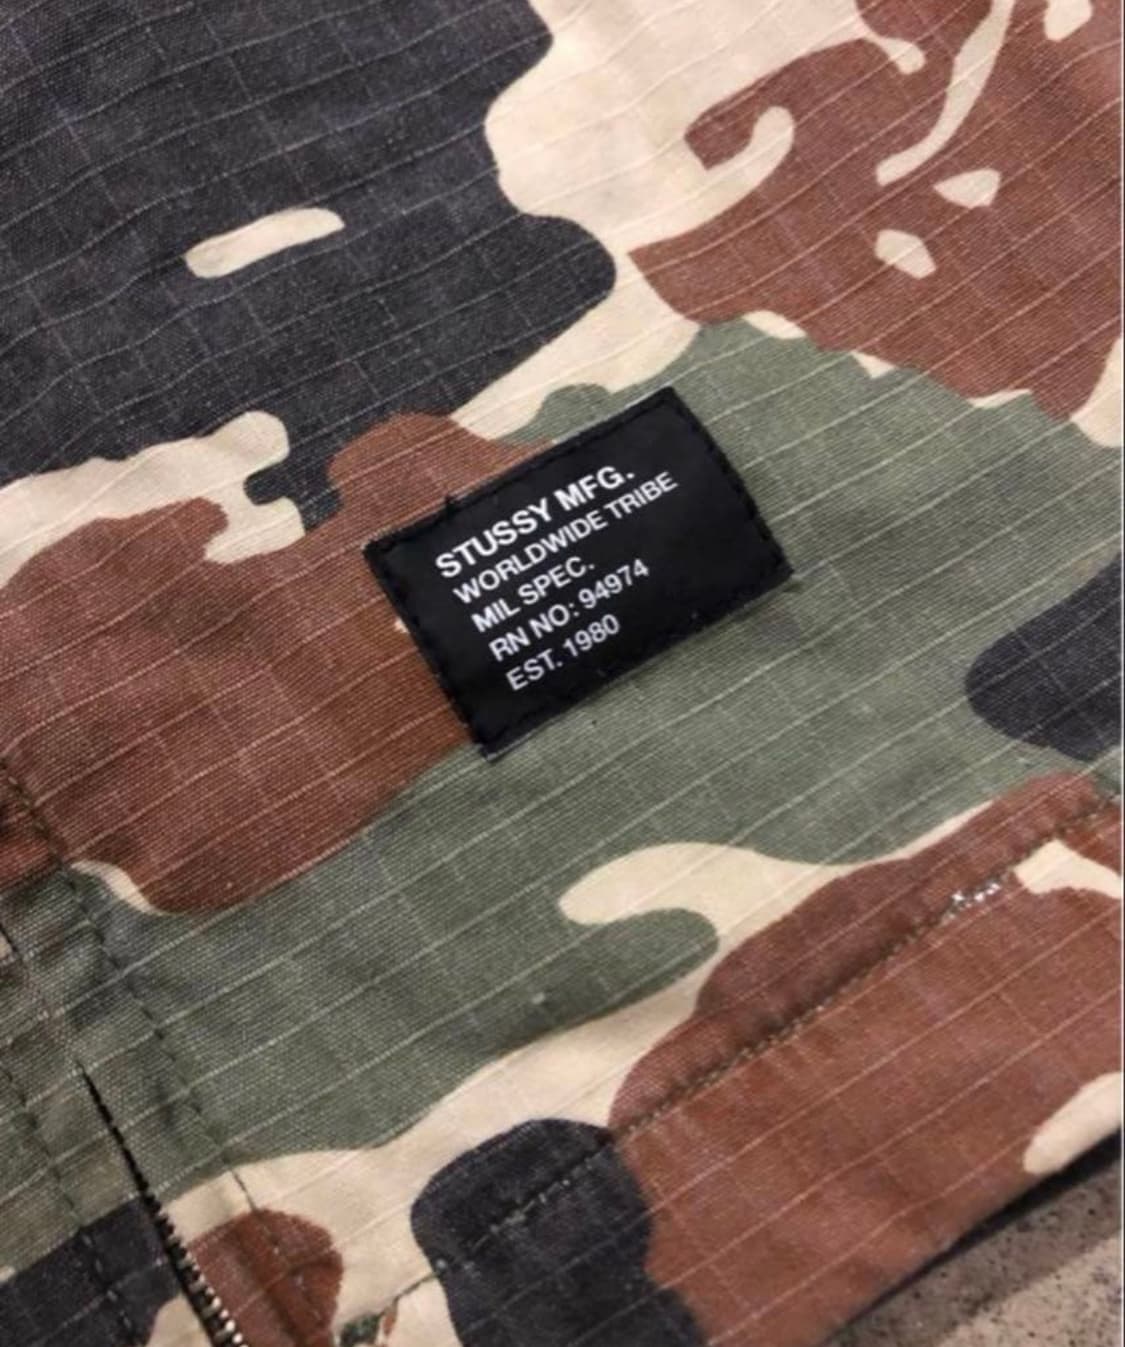 STUSSY MFG.
WORLDWIDE TRIBE
MIL SPEC.
RN NO: 94974
EST. 1980